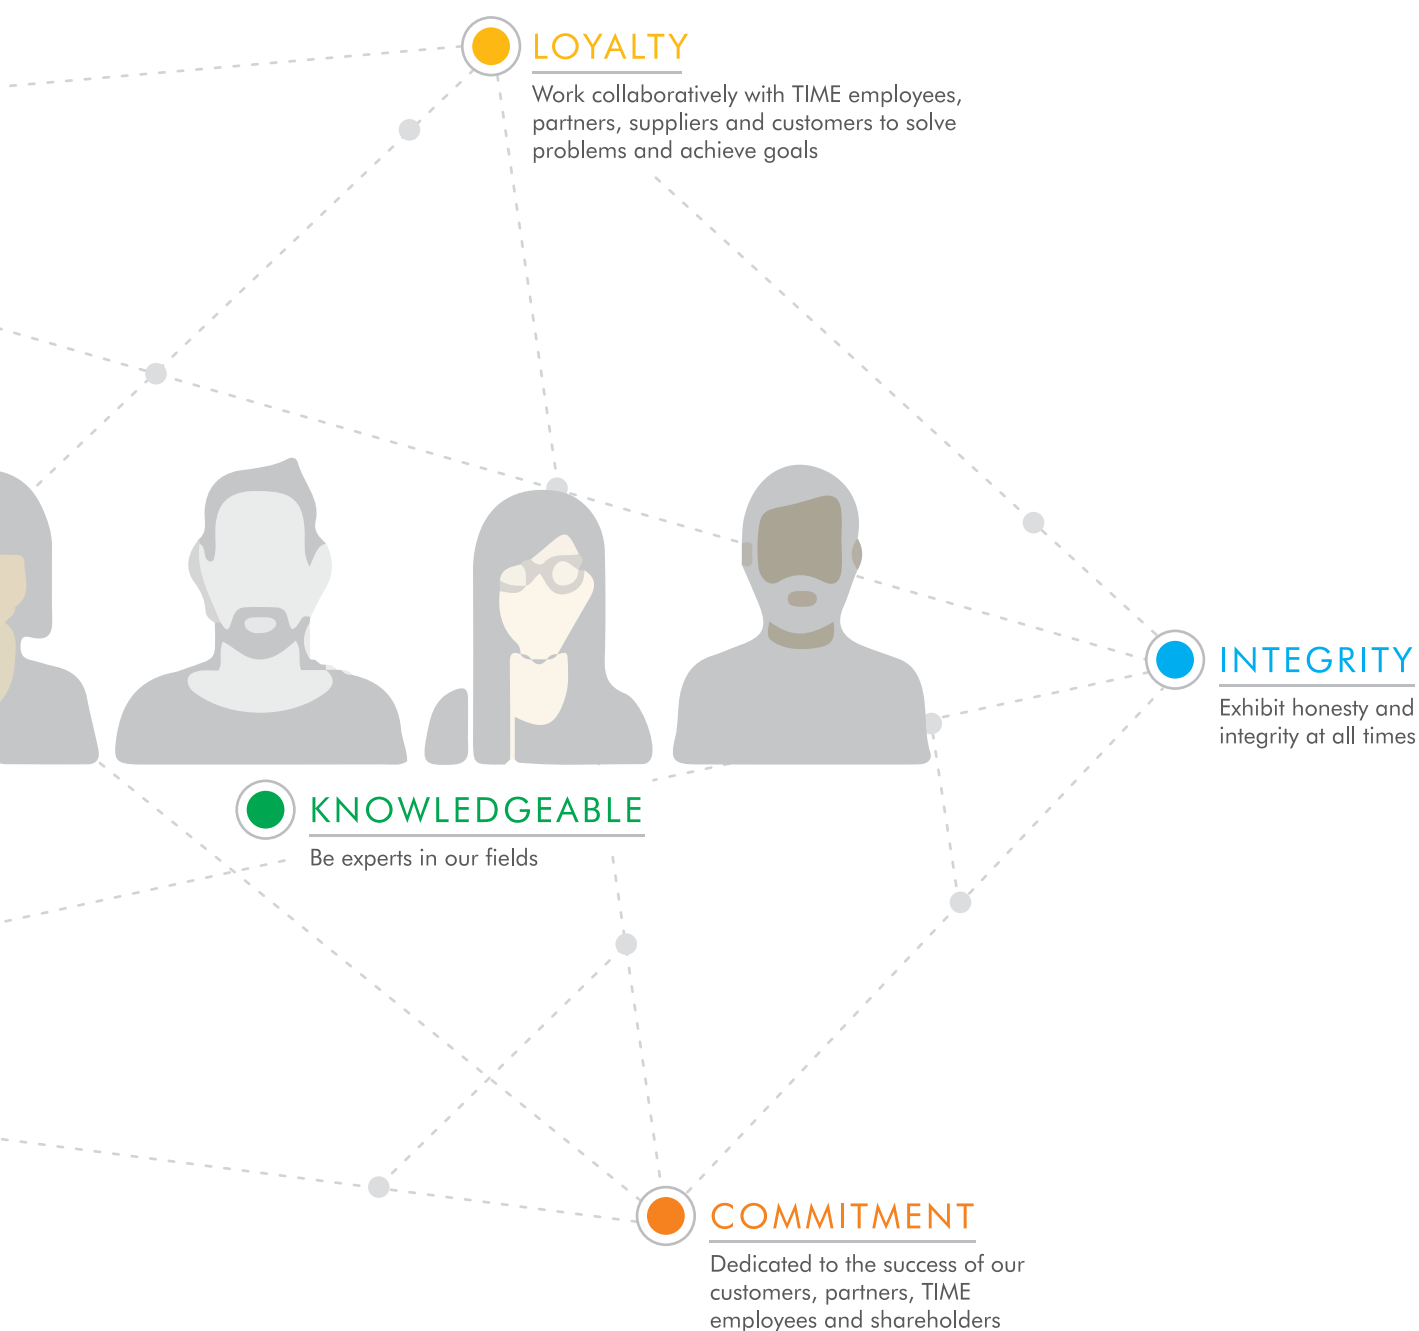 LOYALTY
Work collaboratively with TIME employees,
partners, suppliers and customers to solve
problems and achieve goals
INTEGRITY
Exhibit honesty and
integrity at all times
KNOWLEDGEABLE
Be experts in our fields
COMMITMENT
Dedicated to the success of our
customers, partners, TIME
employees and shareholders